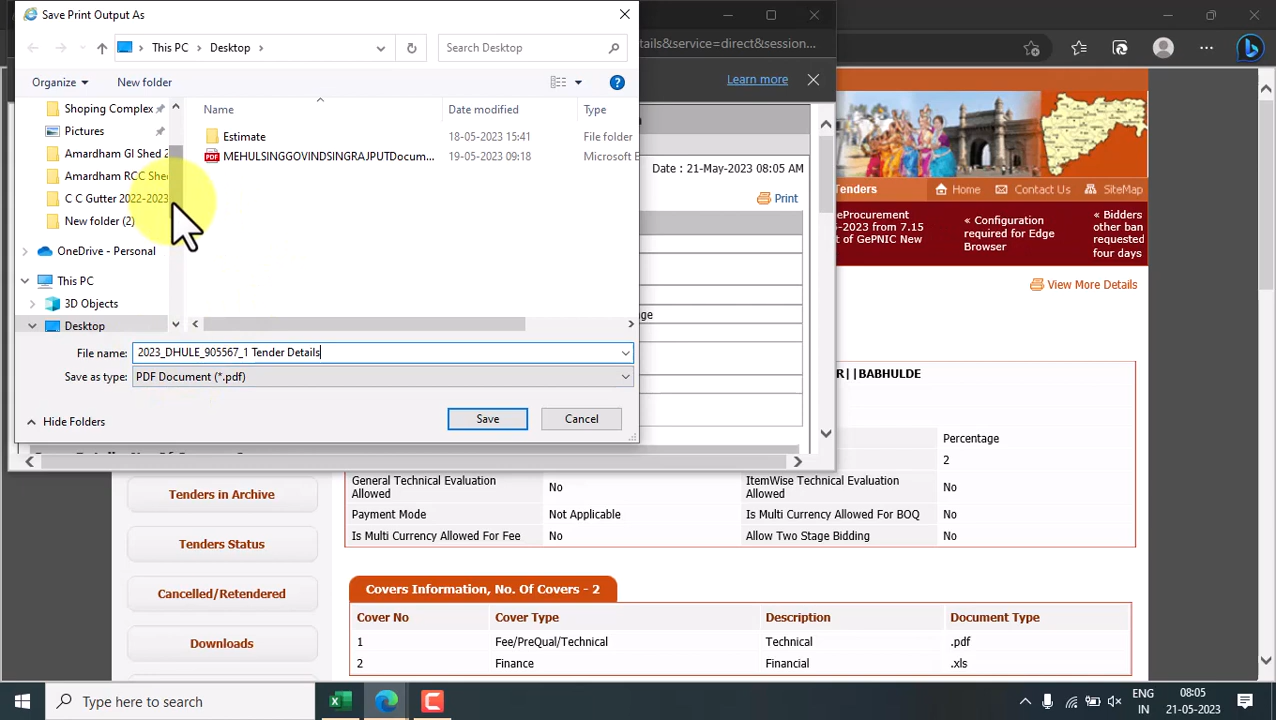 Save Print Output As
This PC > Desktop >
Search Desktop
ails&service=direct&session...
Organize
New folder
Learn more
Shoping Complex
Pictures
Amardham GI Shed 2
Amardham RCC She
C C Gutter 2022-2023
New folder (2)
OneDrive - Personal
This PC
3D Objects
Desktop
Name
Date modified
Type
Estimate
18-05-2023 15:41
File folder
MEHULSINGGOVINDSINGRAJPUTDocum...
19-05-2023 09:18
Microsoft E
File name:
2023_DHULE_905567_1 Tender Details
Save as type:
PDF Document (*.pdf)
Hide Folders
Save
Cancel
Date : 21-May-2023 08:05 AM
Print
Tenders
Home
Contact Us
SiteMap
eProcurement
-2023 from 7.15
t of GePNIC New
« Configuration
required for Edge
Browser
« Bidders
other ban
requested
four days
View More Details
R||BABHULDE
Percentage
2
General Technical Evaluation
Allowed
No
ItemWise Technical Evaluation
Allowed
No
Payment Mode
Not Applicable
Is Multi Currency Allowed For BOQ
No
Is Multi Currency Allowed For Fee
No
Allow Two Stage Bidding
No
Tenders in Archive
Tenders Status
Cancelled/Retendered
Downloads
Covers Information, No. Of Covers - 2
Cover No
Cover Type
Description
Document Type
1
Fee/PreQual/Technical
Technical
.pdf
2
Finance
Financial
.xls
Type here to search
ENG
IN
08:05
21-05-2023